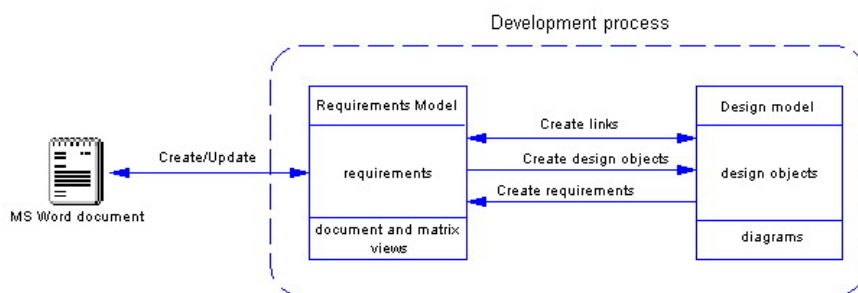 Development process
Requirements Model
Design model
Create links
Create/Update
Create design objects
requirements
design objects
Create requirements
MS Word document
document and matrix
views
diagrams